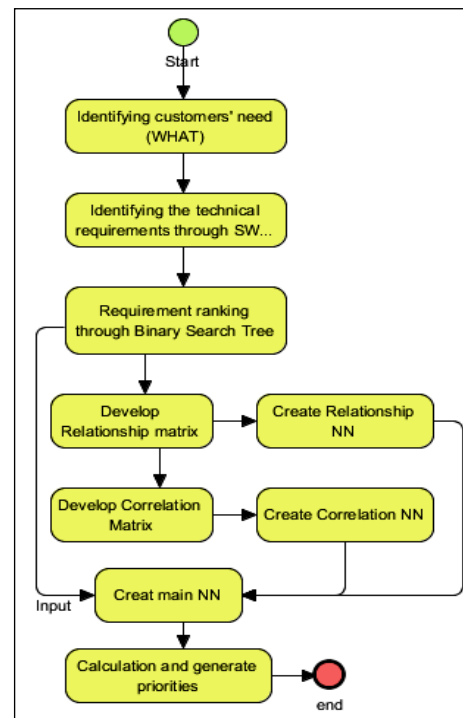 Start
Identifying customers' need
(WHAT)
Identifying the technical
requirements through SW...
Requirement ranking
through Binary Search Tree
Develop
Relationship matrix
Create Relationship
NN
Develop Correlation
Matrix
Create Correlation NN
Input
Creat main NN
Calculation and generate
priorities
end